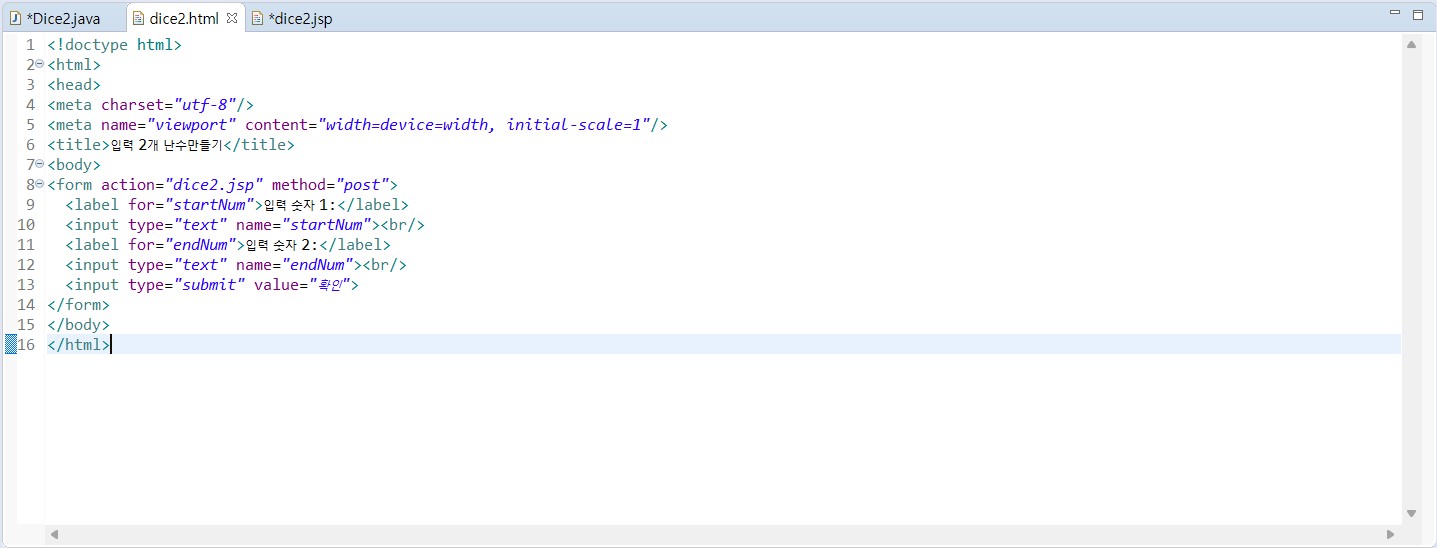 *Dice2.java dice2.html *dice2.jsp
1 <!doctype html>
2 <html>
3 <head>
4 <meta charset="utf-8"/>
5 <meta name="viewport" content="width=device=width, initial-scale=1"/>
6 <title>입력 2개 난수만들기</title>
7 <body>
8 <form action="dice2.jsp" method="post">
9 <label for="startNum">입력 숫자 1:</label>
10 <input type="text" name="startNum"><br/>
11 <label for="endNum">입력 숫자 2:</label>
12 <input type="text" name="endNum"><br/>
13 <input type="submit" value="확인">
14 </form>
15 </body>
16 </html>